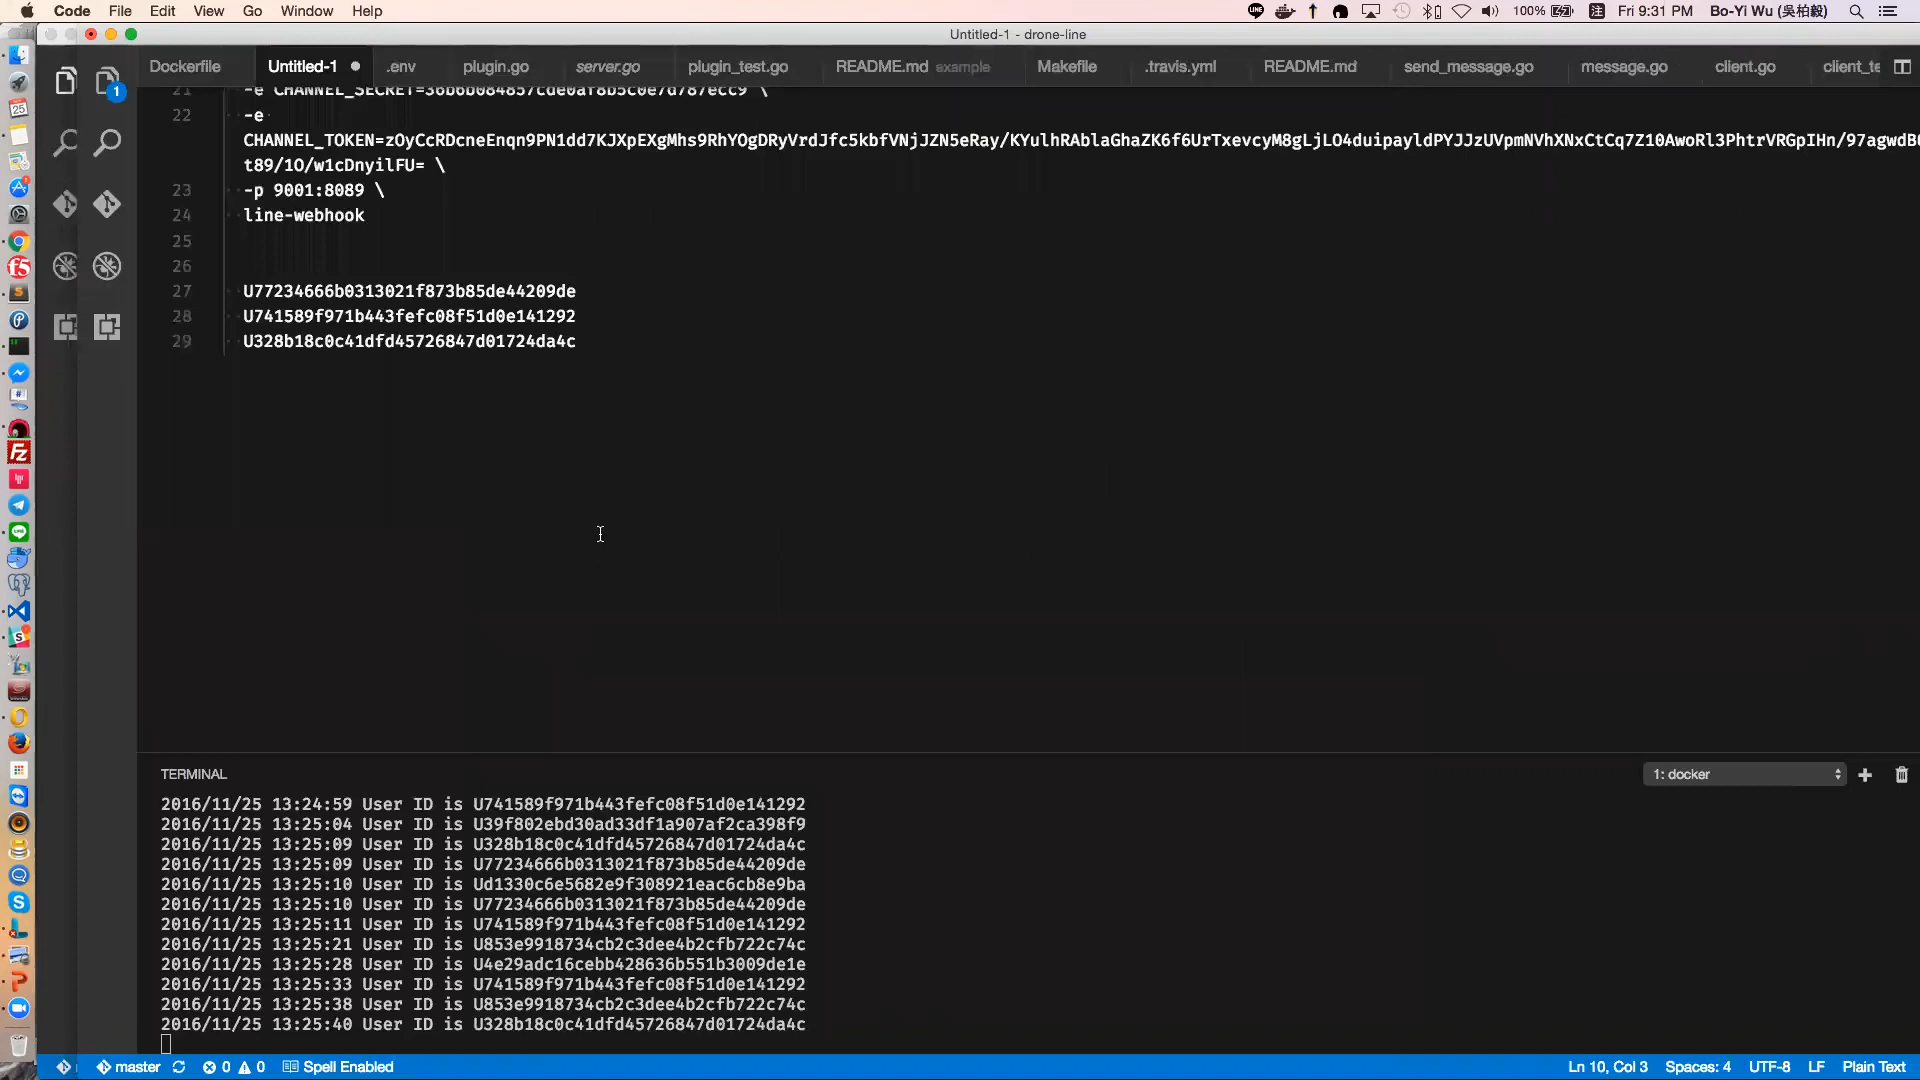 Code File Edit View Go Window Help 100% Fri 9:31 PM Bo-Yi Wu (吳柏毅)
Untitled-1 - drone-line
Dockerfile Untitled-1 .env plugin.go server.go plugin_test.go README.md example Makefile .travis.yml README.md send_message.go message.go client.go client_te
1
21 -e CHANNEL_SECRET=36b6b084857cde0af8b5c0e7d787ecc9 \
22 -e
CHANNEL_TOKEN=zOyCcRDcneEnqn9PN1dd7KJXpEXgMhs9RhYOgDRyVrdJfc5kbfVNjJZN5eRay/KYulhRAblaGhaZK6f6UrTxevcyM8gLjLO4duipayldPYJJzUVpmNVhXNxCtCq7Z10AwoRl3PhtrVRGpIHn/97agwdB
t89/1O/w1cDnyilFU= \
23 -p 9001:8089 \
24 line-webhook
25
26
27 U77234666b0313021f873b85de44209de
28 U741589f971b443fefc08f51d0e141292
29 U328b18c0c41dfd45726847d01724da4c
TERMINAL 1: docker
2016/11/25 13:24:59 User ID is U741589f971b443fefc08f51d0e141292
2016/11/25 13:25:04 User ID is U39f802ebd30ad33df1a907af2ca398f9
2016/11/25 13:25:09 User ID is U328b18c0c41dfd45726847d01724da4c
2016/11/25 13:25:09 User ID is U77234666b0313021f873b85de44209de
2016/11/25 13:25:10 User ID is Ud1330c6e5682e9f308921eac6cb8e9ba
2016/11/25 13:25:10 User ID is U77234666b0313021f873b85de44209de
2016/11/25 13:25:11 User ID is U741589f971b443fefc08f51d0e141292
2016/11/25 13:25:21 User ID is U853e9918734cb2c3dee4b2cfb722c74c
2016/11/25 13:25:28 User ID is U4e29adc16cebb428636b551b3009de1e
2016/11/25 13:25:33 User ID is U741589f971b443fefc08f51d0e141292
2016/11/25 13:25:38 User ID is U853e9918734cb2c3dee4b2cfb722c74c
2016/11/25 13:25:40 User ID is U328b18c0c41dfd45726847d01724da4c
master 0 0 Spell Enabled Ln 10, Col 3 Spaces: 4 UTF-8 LF Plain Text